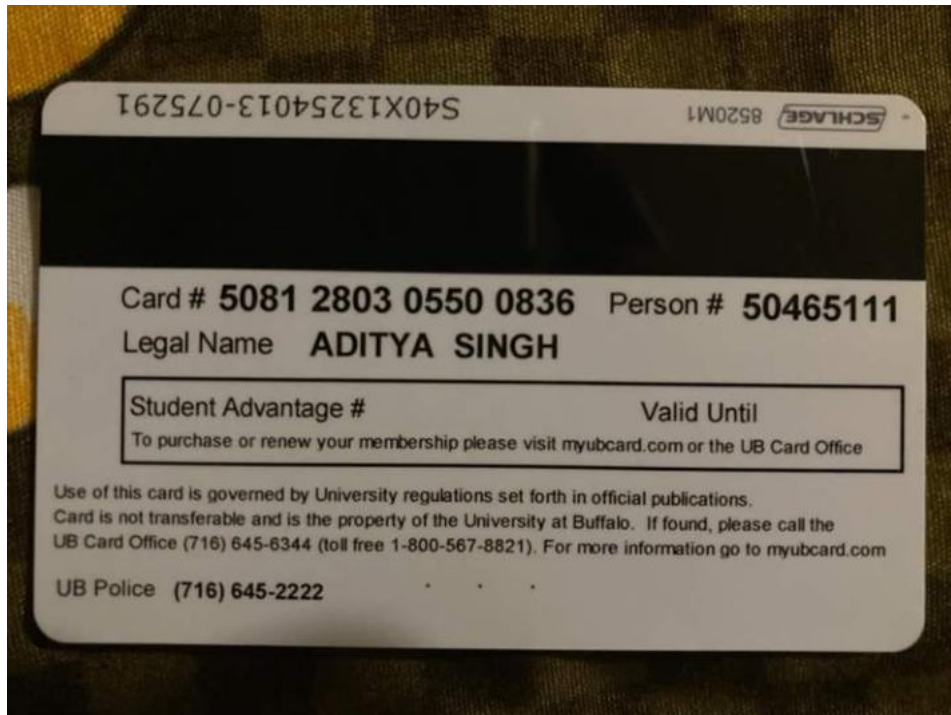 S40X13254013-075291 8520M1 SCHLAGE
Card # 5081 2803 0550 0836 Person # 50465111
Legal Name ADITYA SINGH
Student Advantage # Valid Until
To purchase or renew your membership please visit myubcard.com or the UB Card Office
Use of this card is governed by University regulations set forth in official publications.
Card is not transferable and is the property of the University at Buffalo. If found, please call the
UB Card Office (716) 645-6344 (toll free 1-800-567-8821). For more information go to myubcard.com
UB Police (716) 645-2222